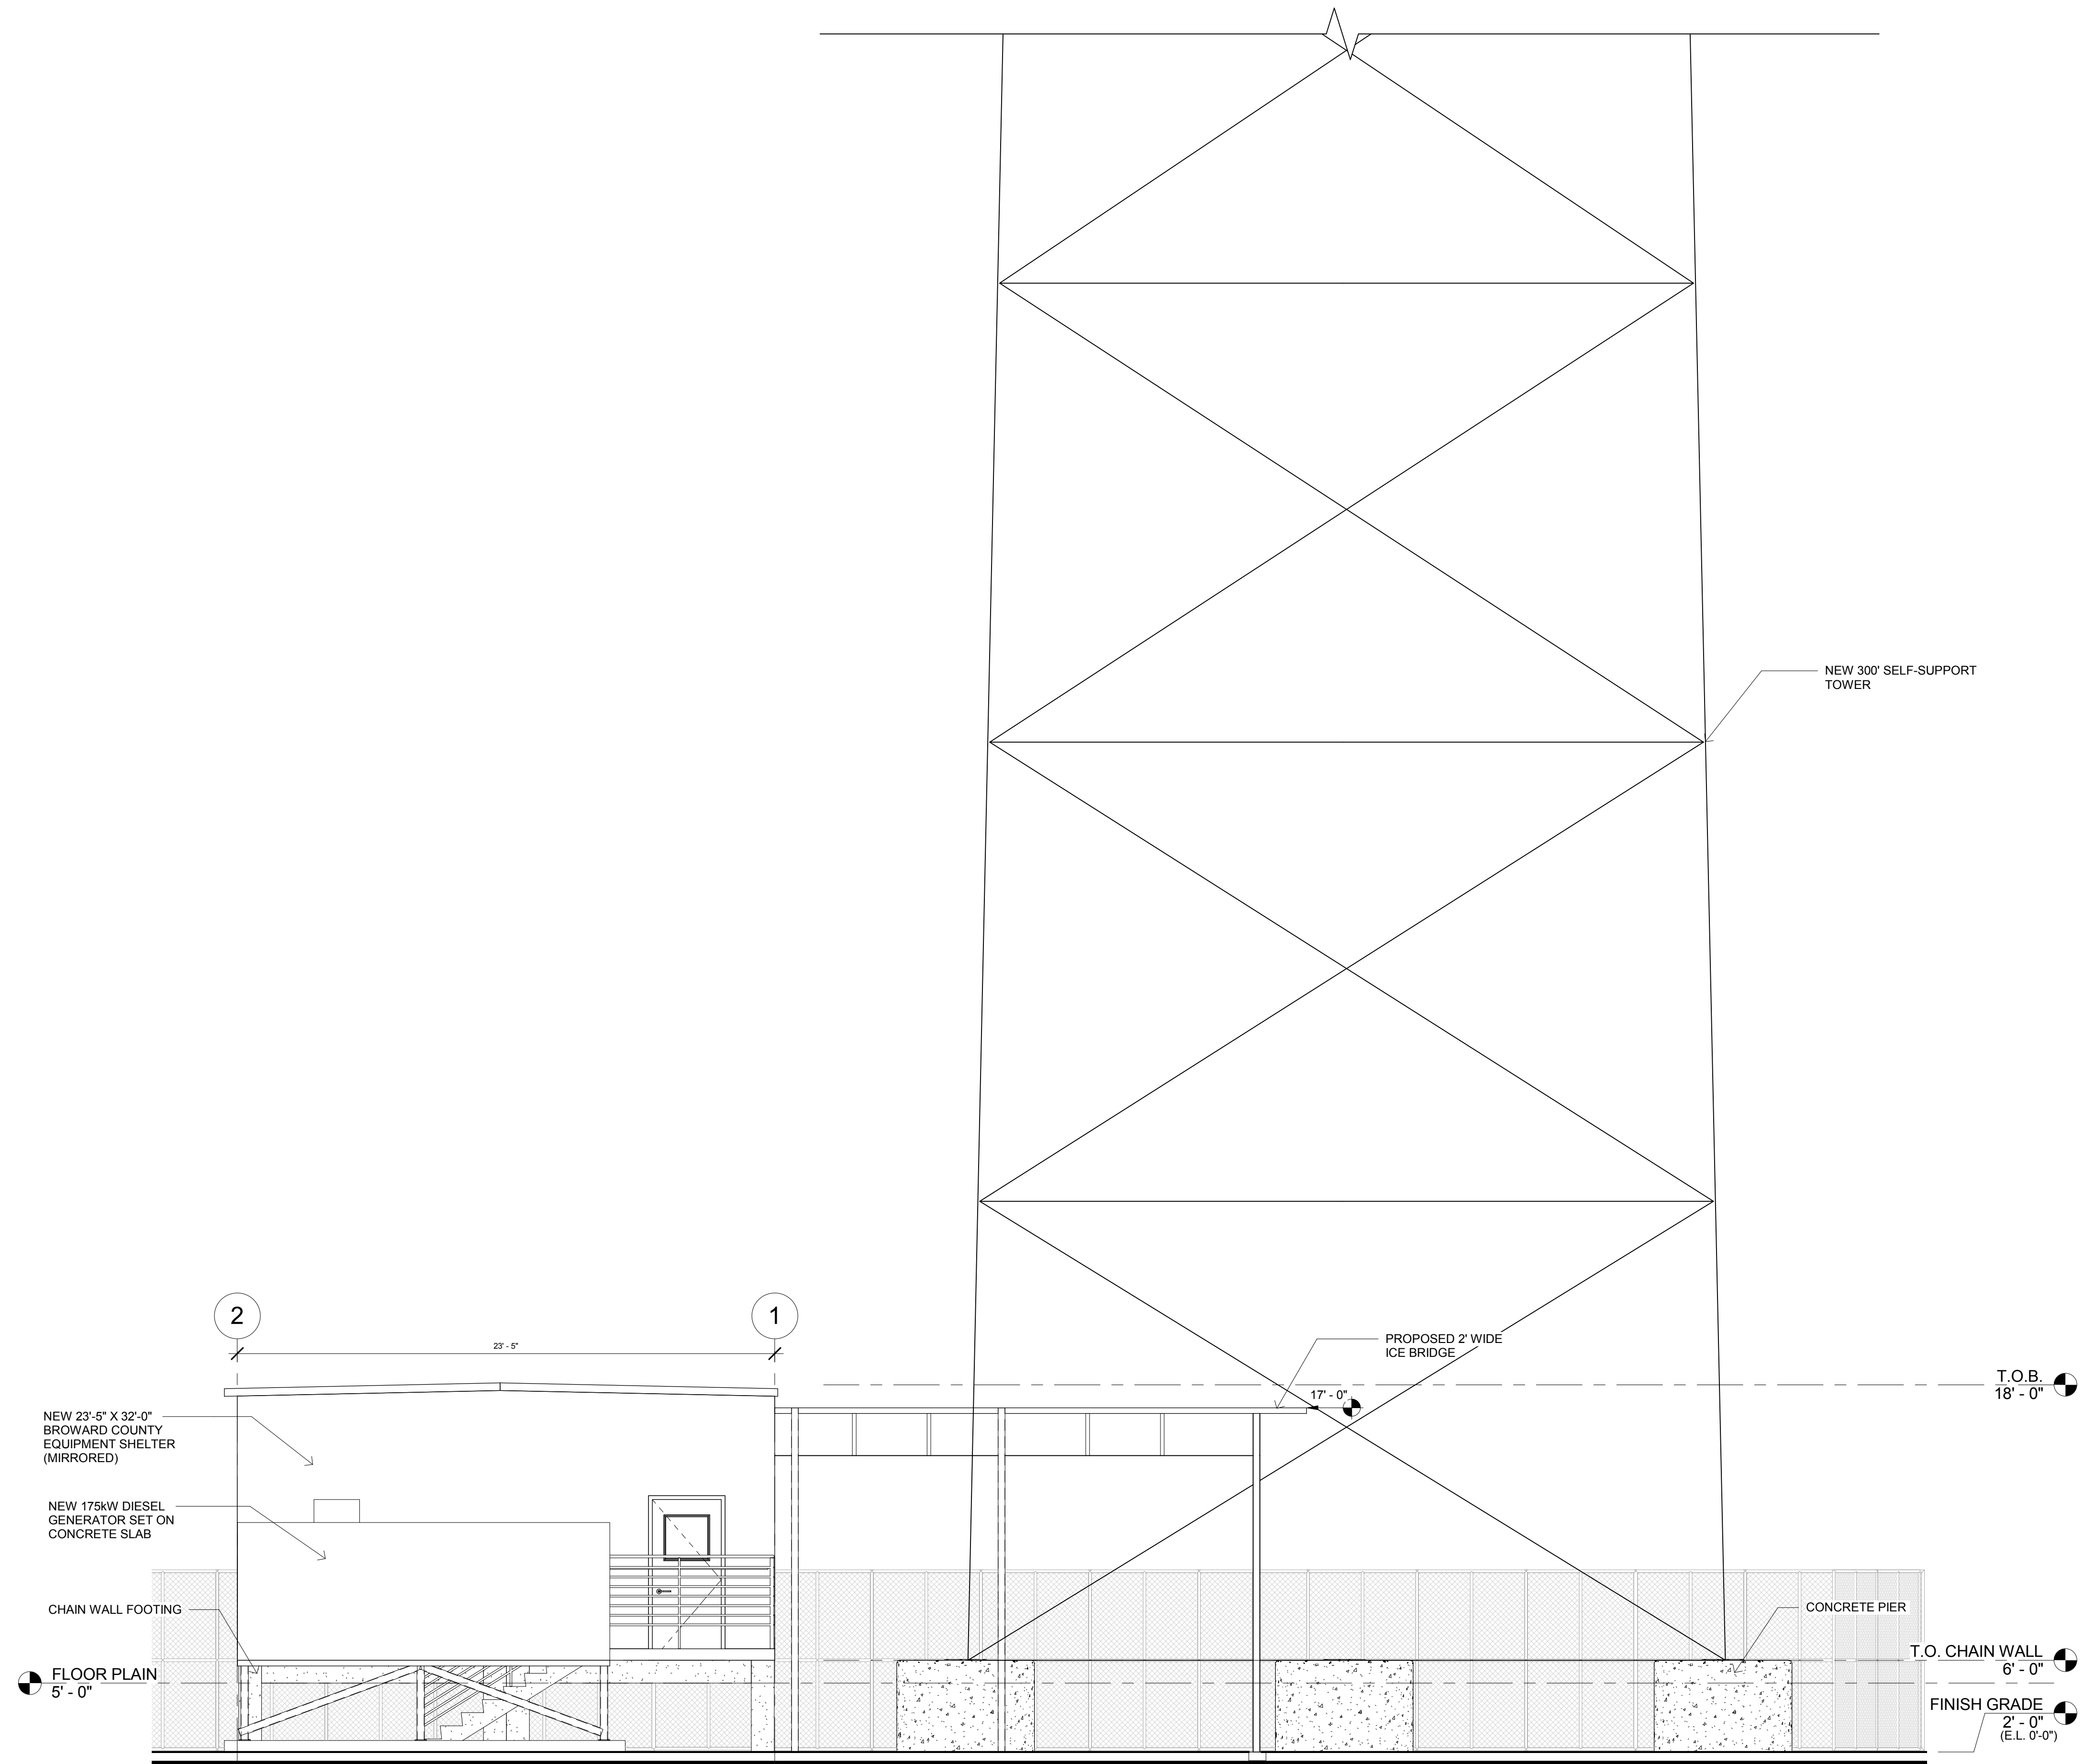 NEW 300' SELF-SUPPORT
TOWER
2
1
23' - 5"
PROPOSED 2' WIDE
ICE BRIDGE
17' - 0"
T.O.B.
18' - 0"
NEW 23'-5" X 32'-0"
BROWARD COUNTY
EQUIPMENT SHELTER
(MIRRORED)
NEW 175kW DIESEL
GENERATOR SET ON
CONCRETE SLAB
CHAIN WALL FOOTING
CONCRETE PIER
T.O. CHAIN WALL
6' - 0"
FLOOR PLAIN
5' - 0"
FINISH GRADE
2' - 0"
(E.L. 0'-0")